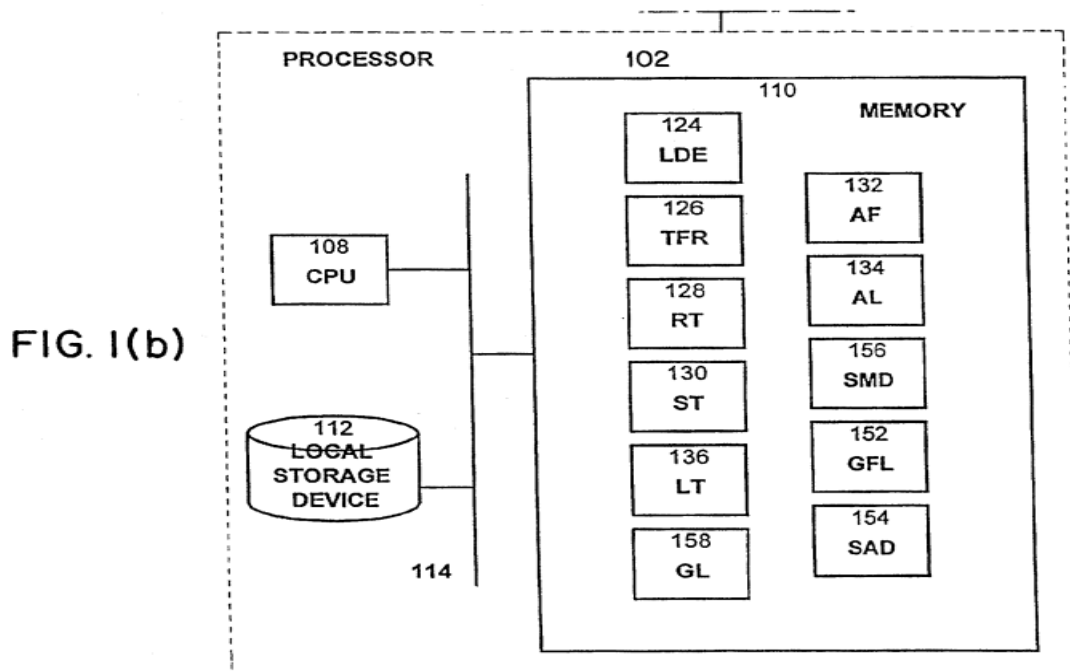 PROCESSOR
102
110
MEMORY
124
LDE
126
TFR
128
RT
130
ST
136
LT
158
GL
132
AF
134
AL
156
SMD
152
GFL
154
SAD
108
CPU
112
LOCAL
STORAGE
DEVICE
114
FIG. 1(b)